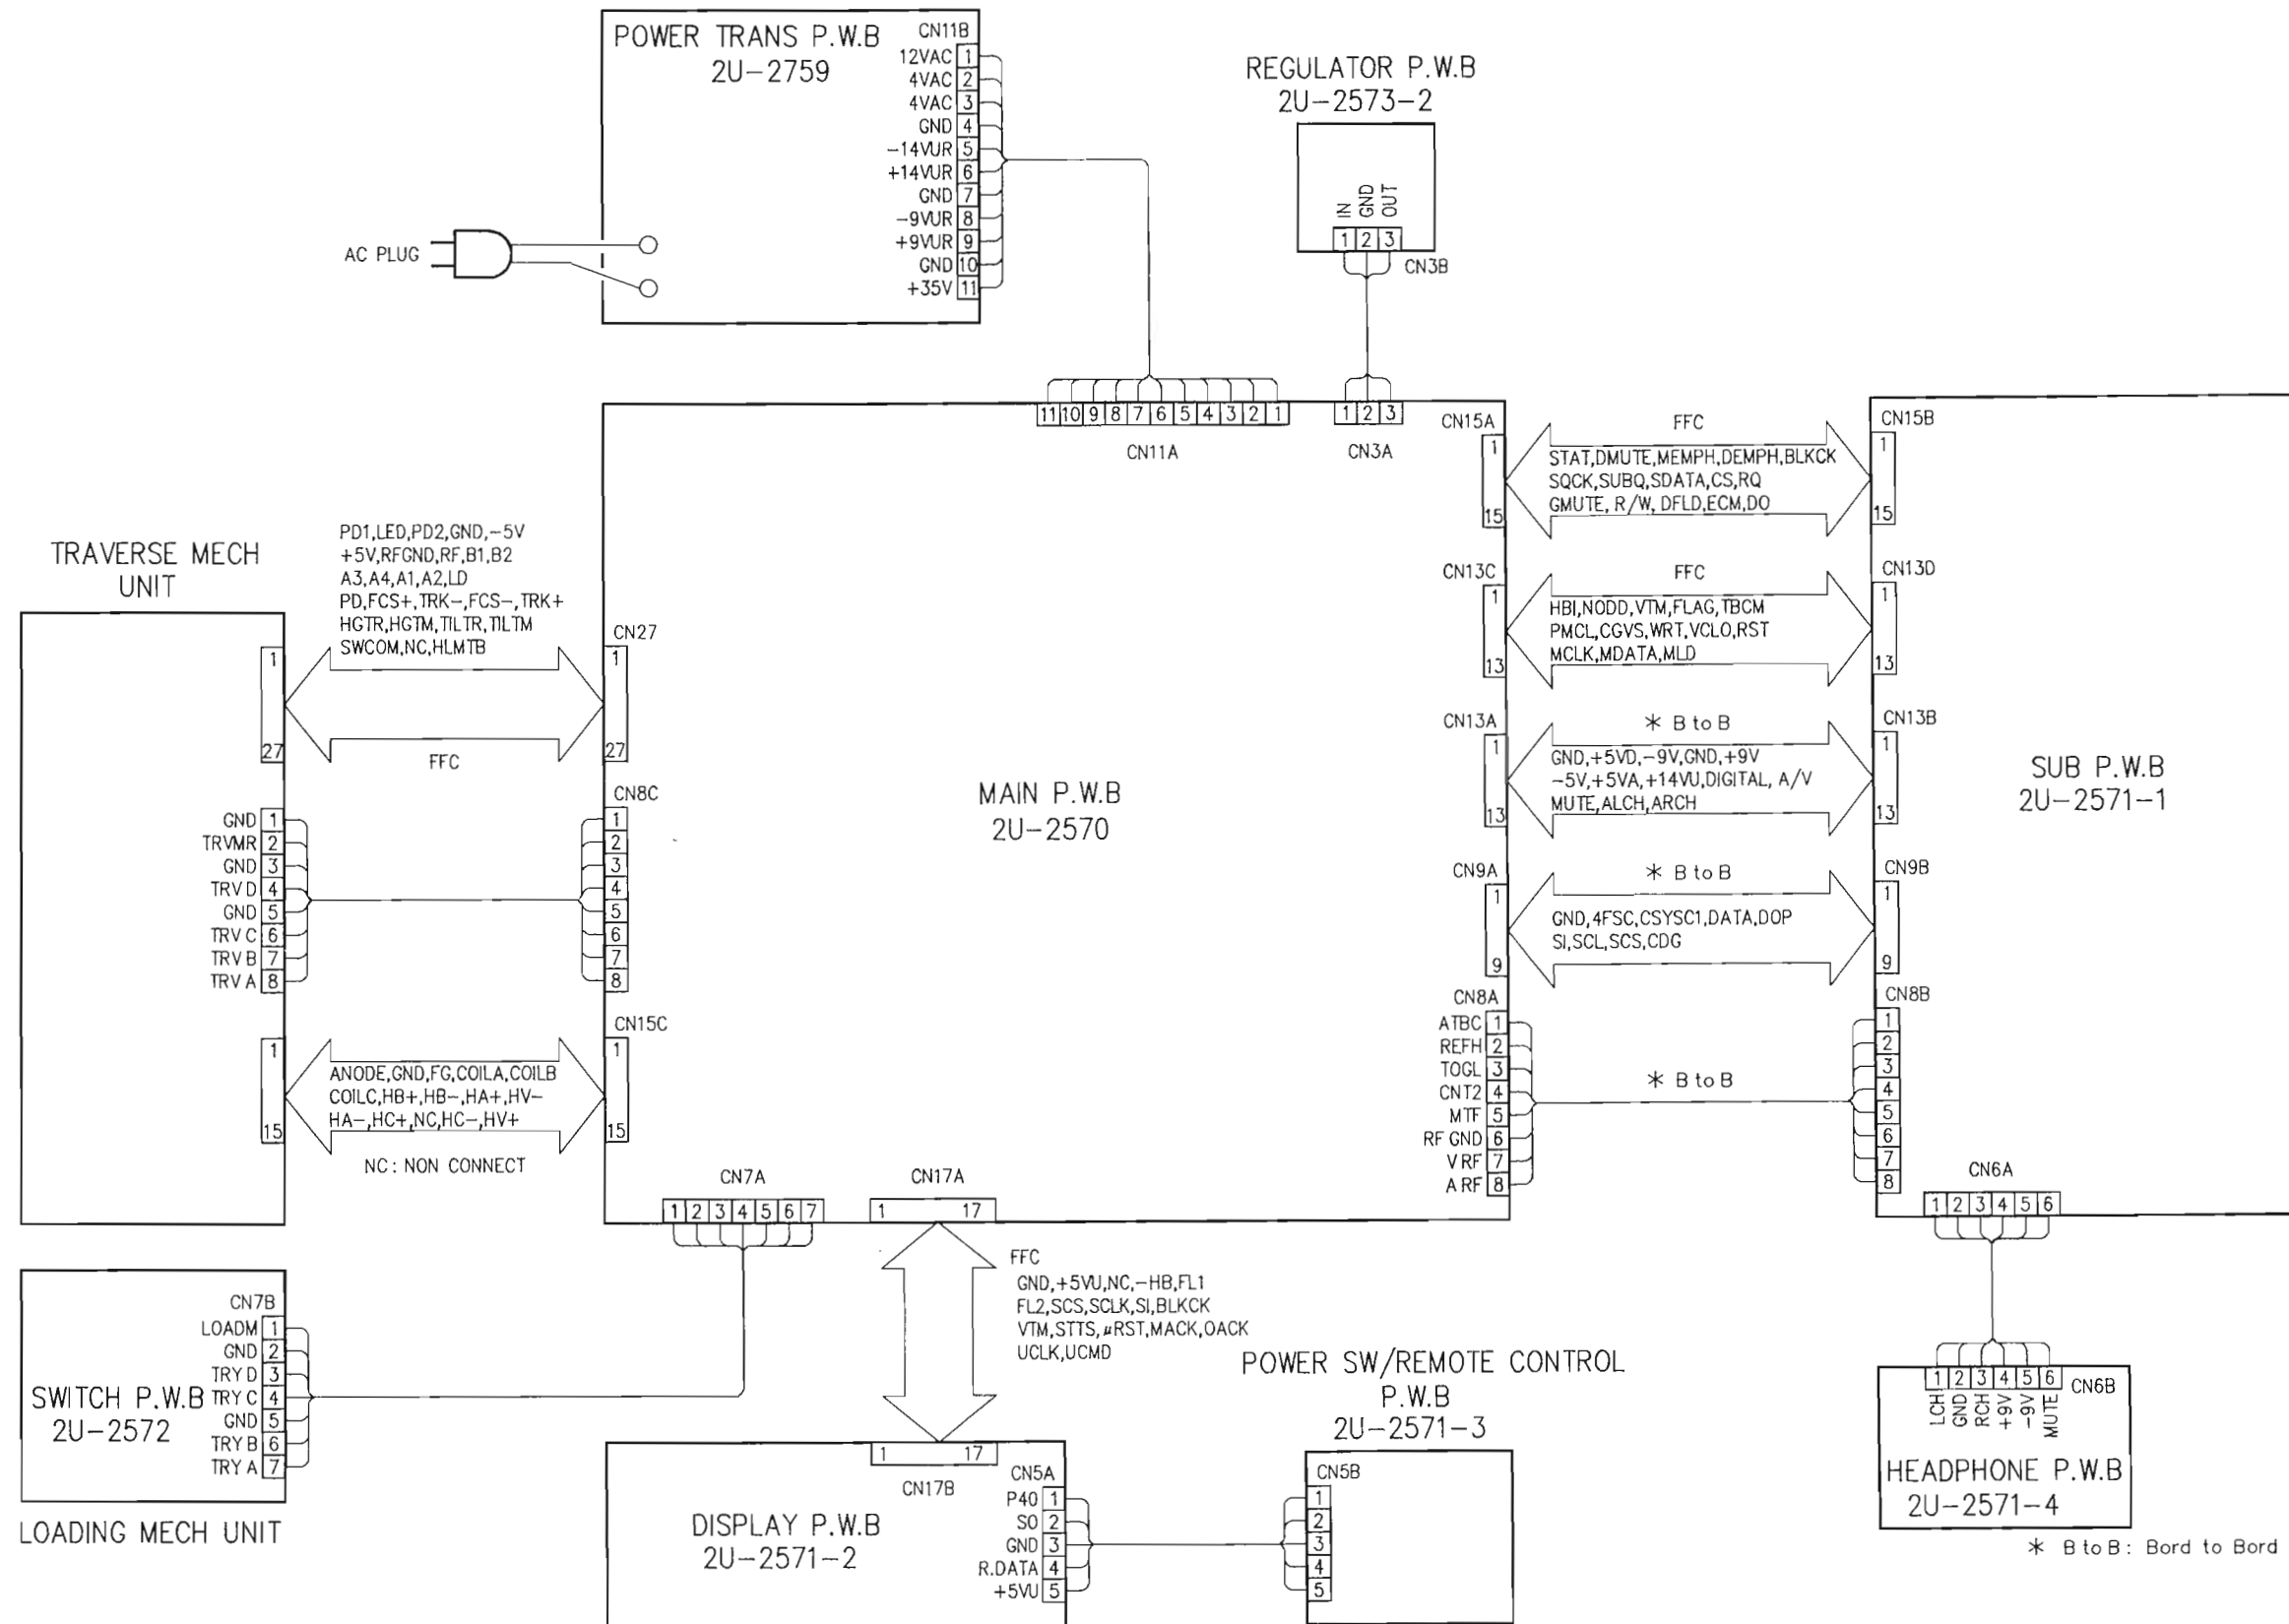 POWER TRANS P.W.B
2U-2759
CN11B
12VAC 1
4VAC 2
4VAC 3
GND 4
-14VUR 5
+14VUR 6
GND 7
-9VUR 8
+9VUR 9
GND 10
+35V 11
AC PLUG
REGULATOR P.W.B
2U-2573-2
IN
GND
OUT
1 2 3
CN3B
11 10 9 8 7 6 5 4 3 2 1
CN11A
1 2 3
CN3A
MAIN P.W.B
2U-2570
TRAVERSE MECH
UNIT
PD1,LED,PD2,GND,-5V
+5V,RFGND,RF,B1,B2
A3,A4,A1,A2,LD
PD,FCS+,TRK-,FCS-,TRK+
HGTR,HGTM,TILTR,TILTM
SWCOM,NC,HLMTB
FFC
1
27
CN27
1
27
GND 1
TRVMR 2
GND 3
TRV D 4
GND 5
TRV C 6
TRV B 7
TRV A 8
CN8C
1
2
3
4
5
6
7
8
1
15
ANODE,GND,FG,COILA,COILB
COILC,HB+,HB-,HA+,HV-
HA-,HC+,NC,HC-,HV+
NC: NON CONNECT
CN15C
1
15
CN15A
1
15
FFC
STAT,DMUTE,MEMPH,DEMPH,BLKCK
SQCK,SUBQ,SDATA,CS,RQ
GMUTE, R/W, DFLD,ECM,DO
CN15B
1
15
CN13C
1
13
FFC
HBI,NODD,VTM,FLAG,TBCM
PMCL,CGVS,WRT,VCLO,RST
MCLK,MDATA,MLD
CN13D
1
13
CN13A
1
13
* B to B
GND,+5VD,-9V,GND,+9V
-5V,+5VA,+14VU,DIGITAL, A/V
MUTE,ALCH,ARCH
CN13B
1
13
SUB P.W.B
2U-2571-1
CN9A
1
9
* B to B
GND,4FSC,CSYSC1,DATA,DOP
SI,SCL,SCS,CDG
CN9B
1
9
CN8A
ATBC 1
REFH 2
TOGL 3
CNT2 4
MTF 5
RF GND 6
V RF 7
A RF 8
* B to B
CN8B
1
2
3
4
5
6
7
8
CN7A
1 2 3 4 5 6 7
CN17A
1 17
CN6A
1 2 3 4 5 6
FFC
GND,+5VU,NC,-HB,FL1
FL2,SCS,SCLK,SI,BLKCK
VTM,STTS,μRST,MACK,OACK
UCLK,UCMD
CN7B
LOADM 1
GND 2
TRY D 3
TRY C 4
GND 5
TRY B 6
TRY A 7
SWITCH P.W.B
2U-2572
LOADING MECH UNIT
1 17
CN17B
DISPLAY P.W.B
2U-2571-2
CN5A
P40 1
SO 2
GND 3
R.DATA 4
+5VU 5
POWER SW/REMOTE CONTROL
P.W.B
2U-2571-3
CN5B
1
2
3
4
5
1 2 3 4 5 6
CN6B
LCH
GND
RCH
+9V
-9V
MUTE
HEADPHONE P.W.B
2U-2571-4
* B to B: Bord to Bord